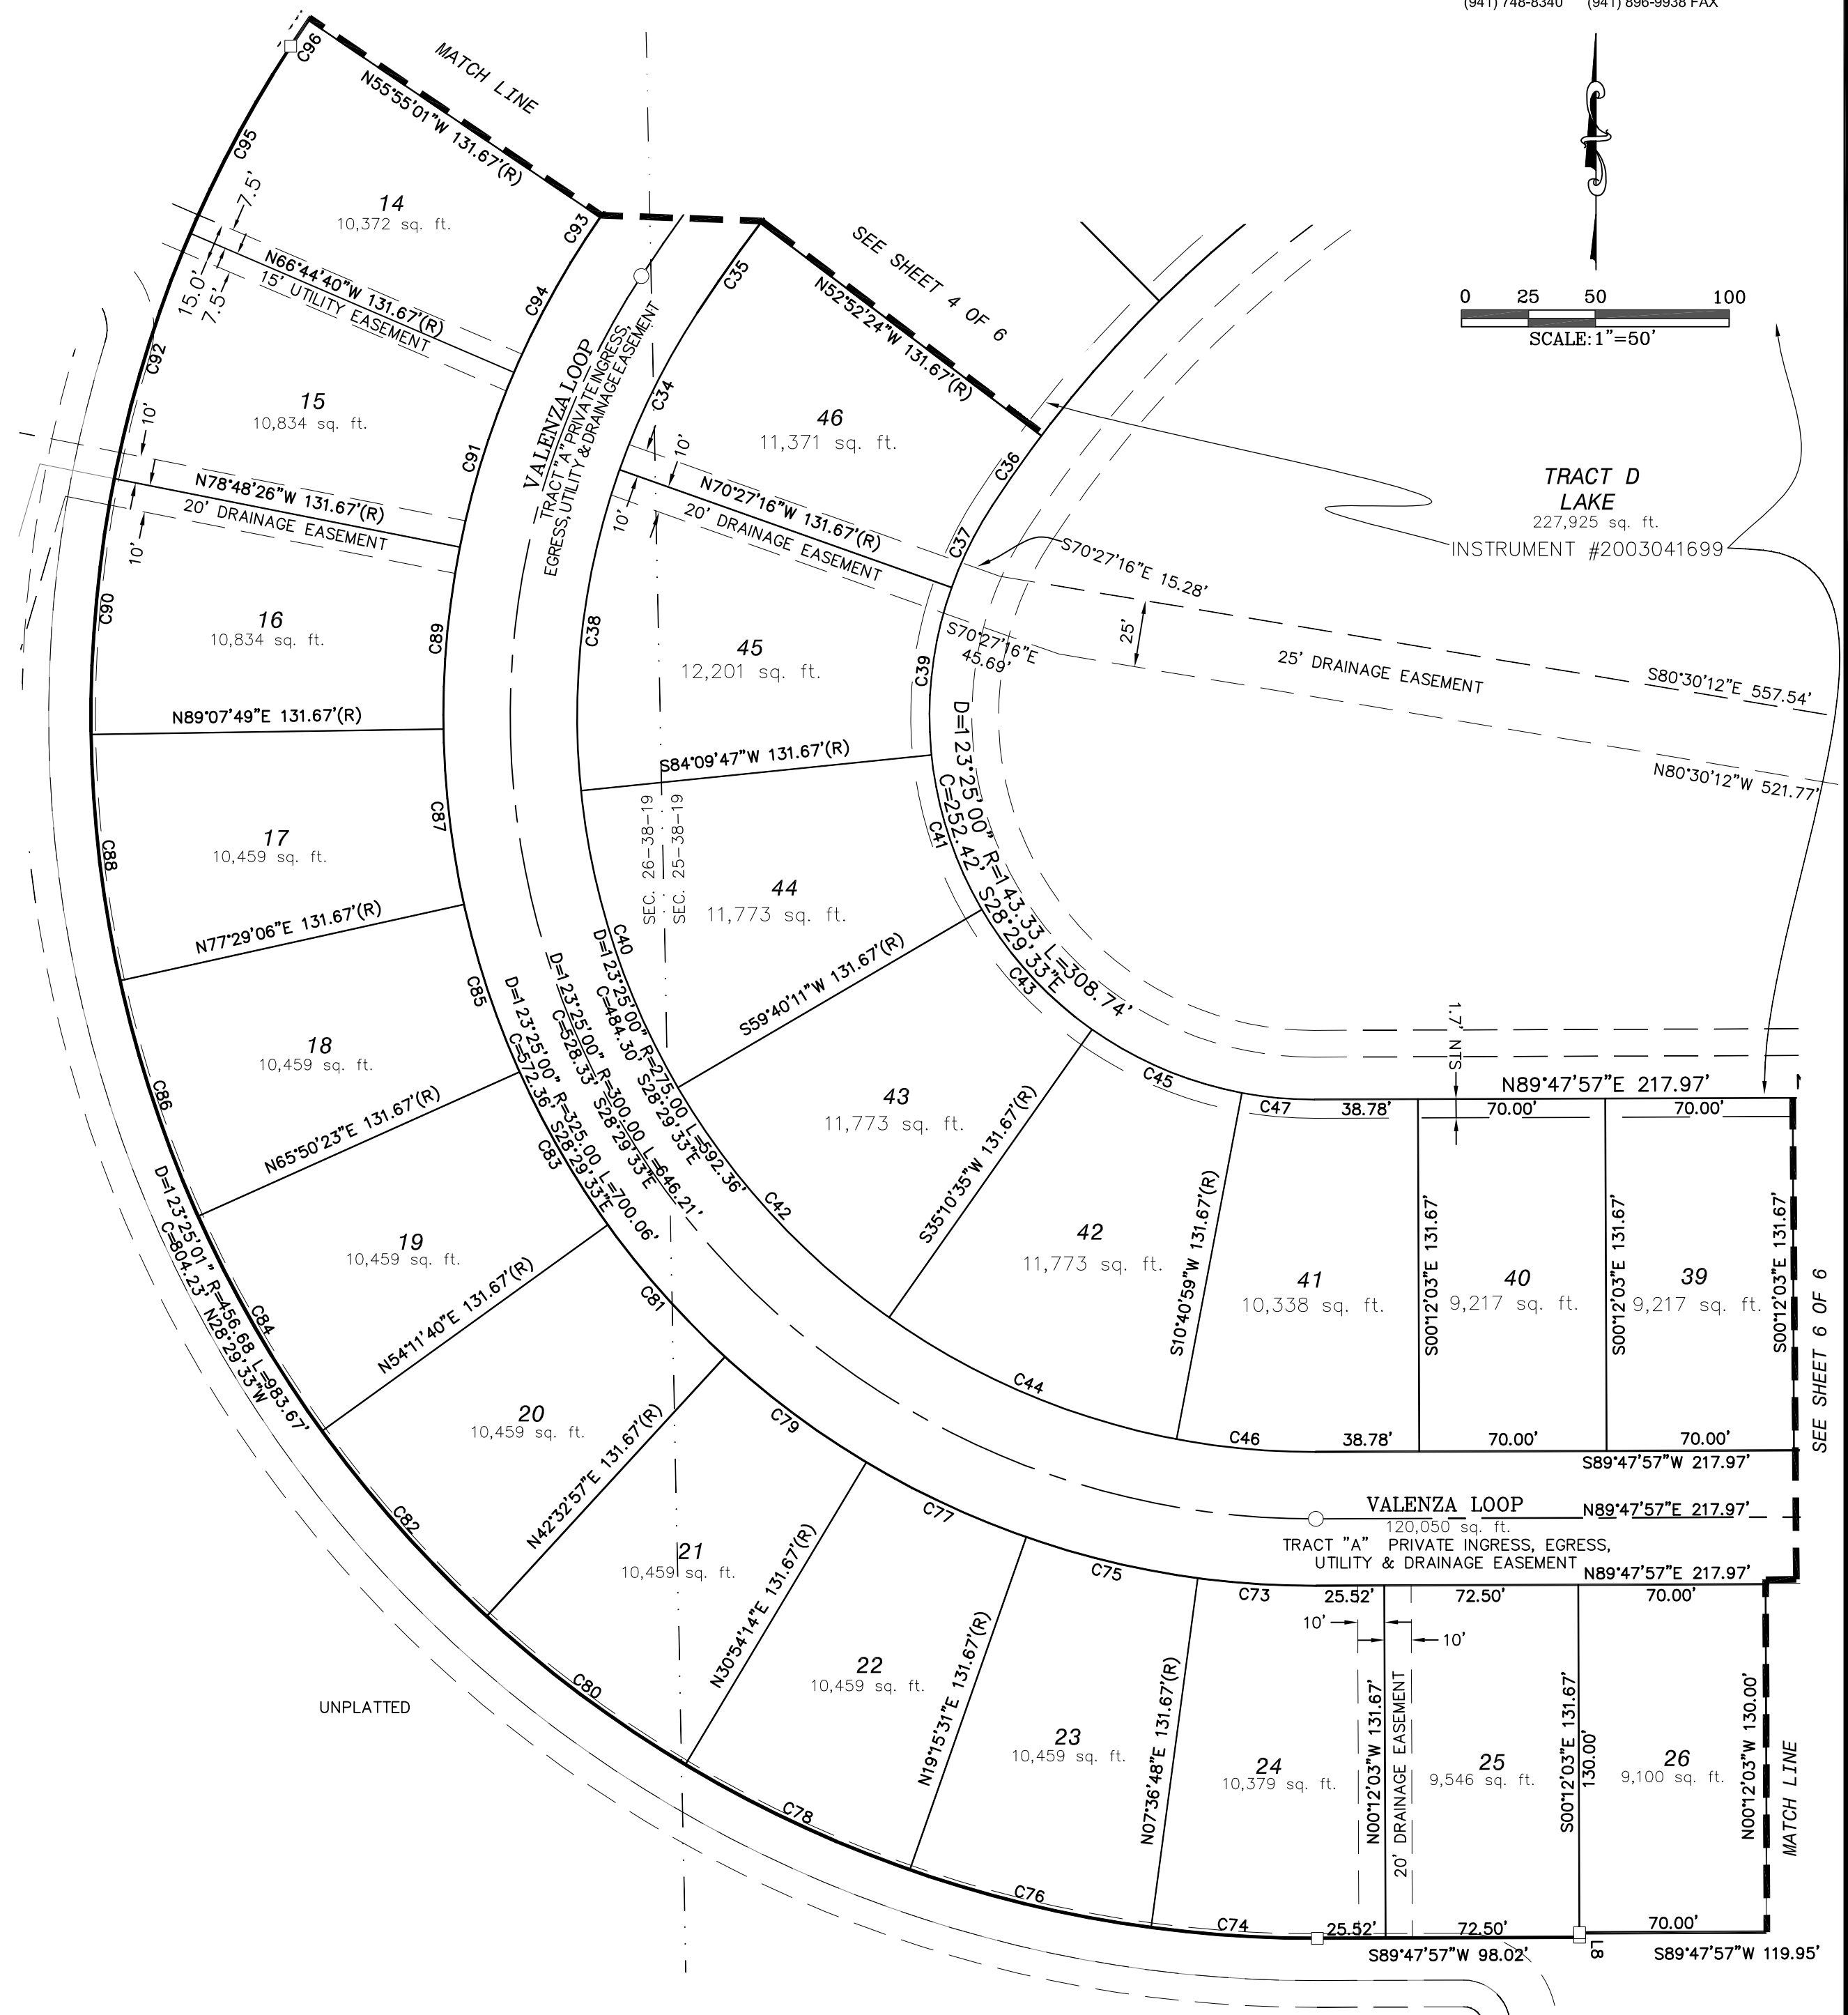 (941) 748-8340 (941) 896-9938 FAX
0 25 50 100
SCALE:1"=50'
MATCH LINE
SEE SHEET 4 OF 6
C96
N55°55'01"W 131.67'(R)
C95
7.5'
14
10,372 sq. ft.
C93
C94
N66°44'40"W 131.67'(R)
15' UTILITY EASEMENT
15.0'
7.5'
C35
N52°52'24"W 131.67'(R)
C92
15
10,834 sq. ft.
10'
C91
VALENZA LOOP
TRACT "A" PRIVATE INGRESS,
EGRESS, UTILITY & DRAINAGE EASEMENT
C34
46
11,371 sq. ft.
C36
N78°48'26"W 131.67'(R)
20' DRAINAGE EASEMENT
10'
10'
N70°27'16"W 131.67'(R)
20' DRAINAGE EASEMENT
10'
C37
TRACT D
LAKE
227,925 sq. ft.
INSTRUMENT #2003041699
S70°27'16"E 15.28'
25'
25' DRAINAGE EASEMENT
S80°30'12"E 557.54'
N80°30'12"W 521.77'
S70°27'16"E
45.69'
C90
16
10,834 sq. ft.
C89
C38
45
12,201 sq. ft.
C39
N89°07'49"E 131.67'(R)
S84°09'47"W 131.67'(R)
SEC. 26-38-19
SEC. 25-38-19
D=123°25'00" R=143.33 L=308.74'
C=252.42' S28°29'33"E
C88
17
10,459 sq. ft.
C87
44
11,773 sq. ft.
C41
N77°29'06"E 131.67'(R)
C40
S59°40'11"W 131.67'(R)
C43
C85
D=123°25'00" R=275.00 L=592.36'
C=484.30' S28°29'33"E
D=123°25'00" R=300.00 L=646.21'
C=528.33' S28°29'33"E
D=123°25'00" R=325.00 L=700.06'
C=572.36' S28°29'33"E
18
10,459 sq. ft.
C86
N65°50'23"E 131.67'(R)
C83
43
11,773 sq. ft.
C45
1.7' NTS
N89°47'57"E 217.97'
C47 38.78' 70.00' 70.00'
D=123°25'01" R=456.68 L=983.67'
C=804.23' N28°29'33"W
19
10,459 sq. ft.
C84
N54°11'40"E 131.67'(R)
C81
C42
S35°10'35"W 131.67'(R)
42
11,773 sq. ft.
S10°40'59"W 131.67'(R)
41
10,338 sq. ft.
S00°12'03"E 131.67'
40
9,217 sq. ft.
S00°12'03"E 131.67'
39
9,217 sq. ft.
S00°12'03"E 131.67'
SEE SHEET 6 OF 6
20
10,459 sq. ft.
C44
C46 38.78' 70.00' 70.00'
S89°47'57"W 217.97'
C79
C82
N42°32'57"E 131.67'(R)
C77
VALENZA LOOP
120,050 sq. ft.
TRACT "A" PRIVATE INGRESS, EGRESS,
UTILITY & DRAINAGE EASEMENT
N89°47'57"E 217.97'
N89°47'57"E 217.97'
21
10,459 sq. ft.
C75
C73 25.52' 72.50' 70.00'
10' 10'
N30°54'14"E 131.67'(R)
C80
UNPLATTED
22
10,459 sq. ft.
N19°15'31"E 131.67'(R)
23
10,459 sq. ft.
N07°36'48"E 131.67'(R)
24
10,379 sq. ft.
N00°12'03"W 131.67'
20' DRAINAGE EASEMENT
25
9,546 sq. ft.
S00°12'03"E 131.67'
130.00'
26
9,100 sq. ft.
N00°12'03"W 130.00'
MATCH LINE
C78
C76
C74 25.52' 72.50' 70.00'
L8
S89°47'57"W 98.02'
S89°47'57"W 119.95'